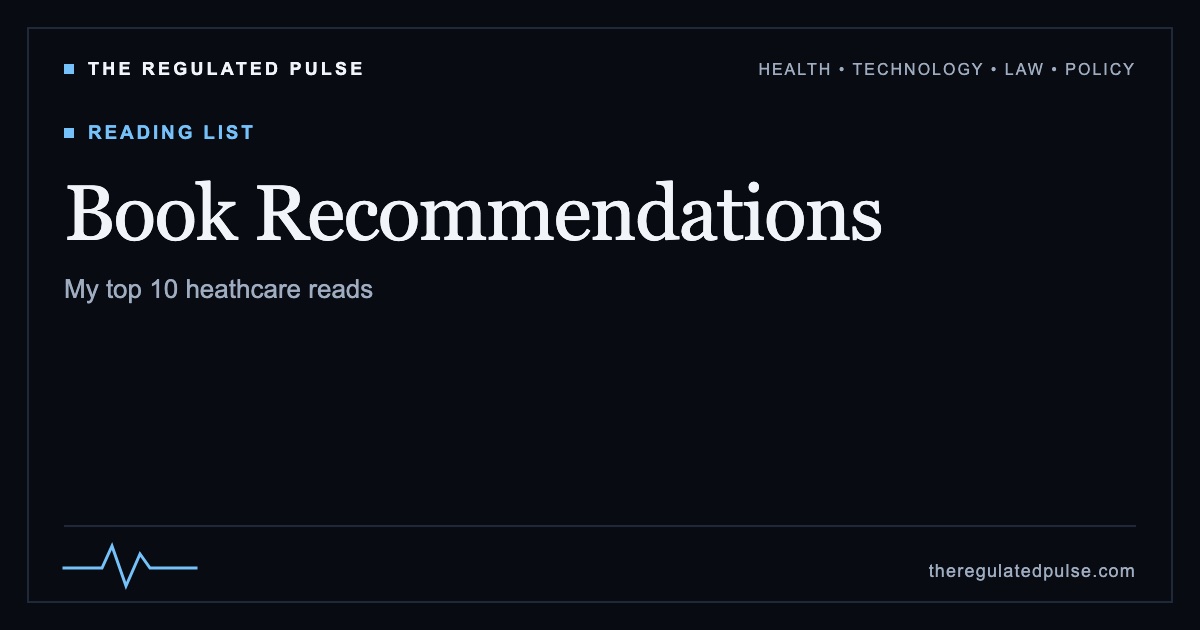 THE REGULATED PULSE
HEALTH • TECHNOLOGY • LAW • POLICY
READING LIST
Book Recommendations
My top 10 heathcare reads
theregulatedpulse.com